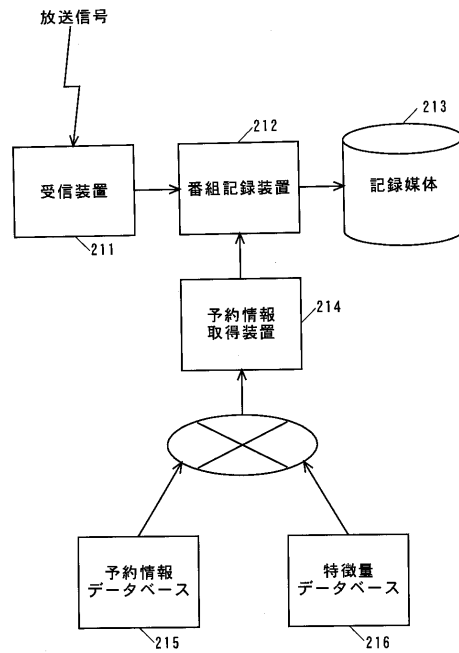 放送信号
受信装置
211
番組記録装置
212
記録媒体
213
予約情報
取得装置
214
予約情報
データベース
215
特徴量
データベース
216